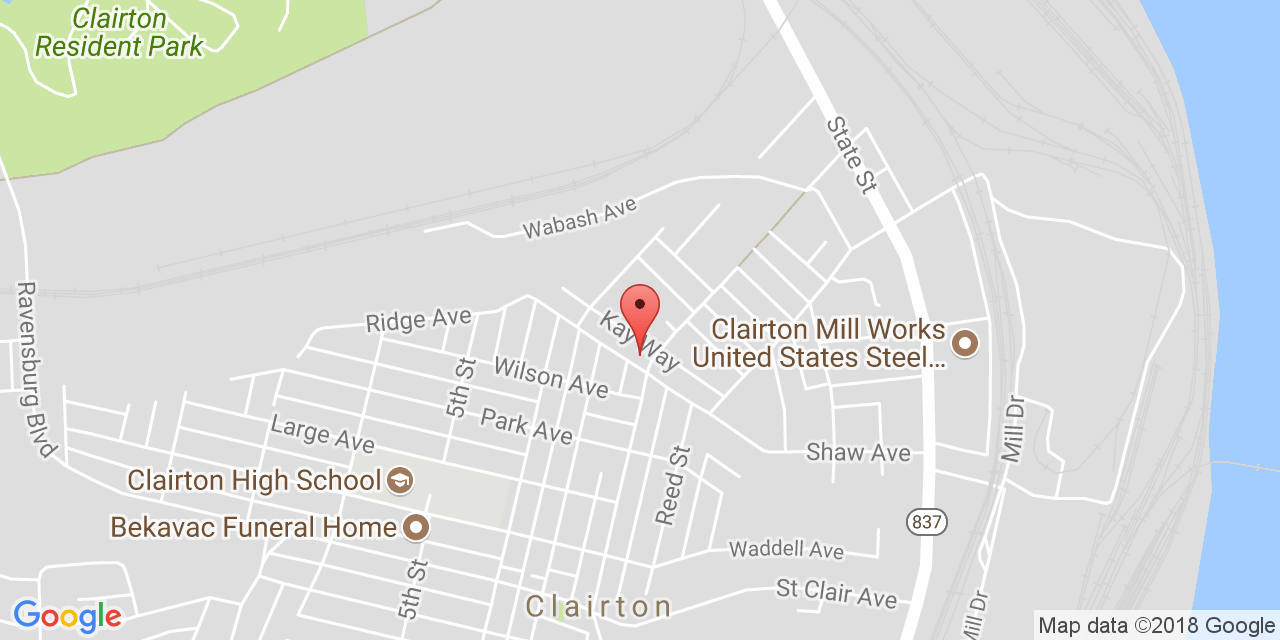 Clairton
Resident Park
State St
Wabash Ave
Ravensburg Blvd
Ridge Ave
Kay Way
Clairton Mill Works
United States Steel...
5th St
Wilson Ave
Park Ave
Large Ave
Mill Dr
Shaw Ave
Clairton High School
Reed St
Bekavac Funeral Home
837
Waddell Ave
5th St
St Clair Ave
Clairton
Mill Dr
Google
Map data ©2018 Google